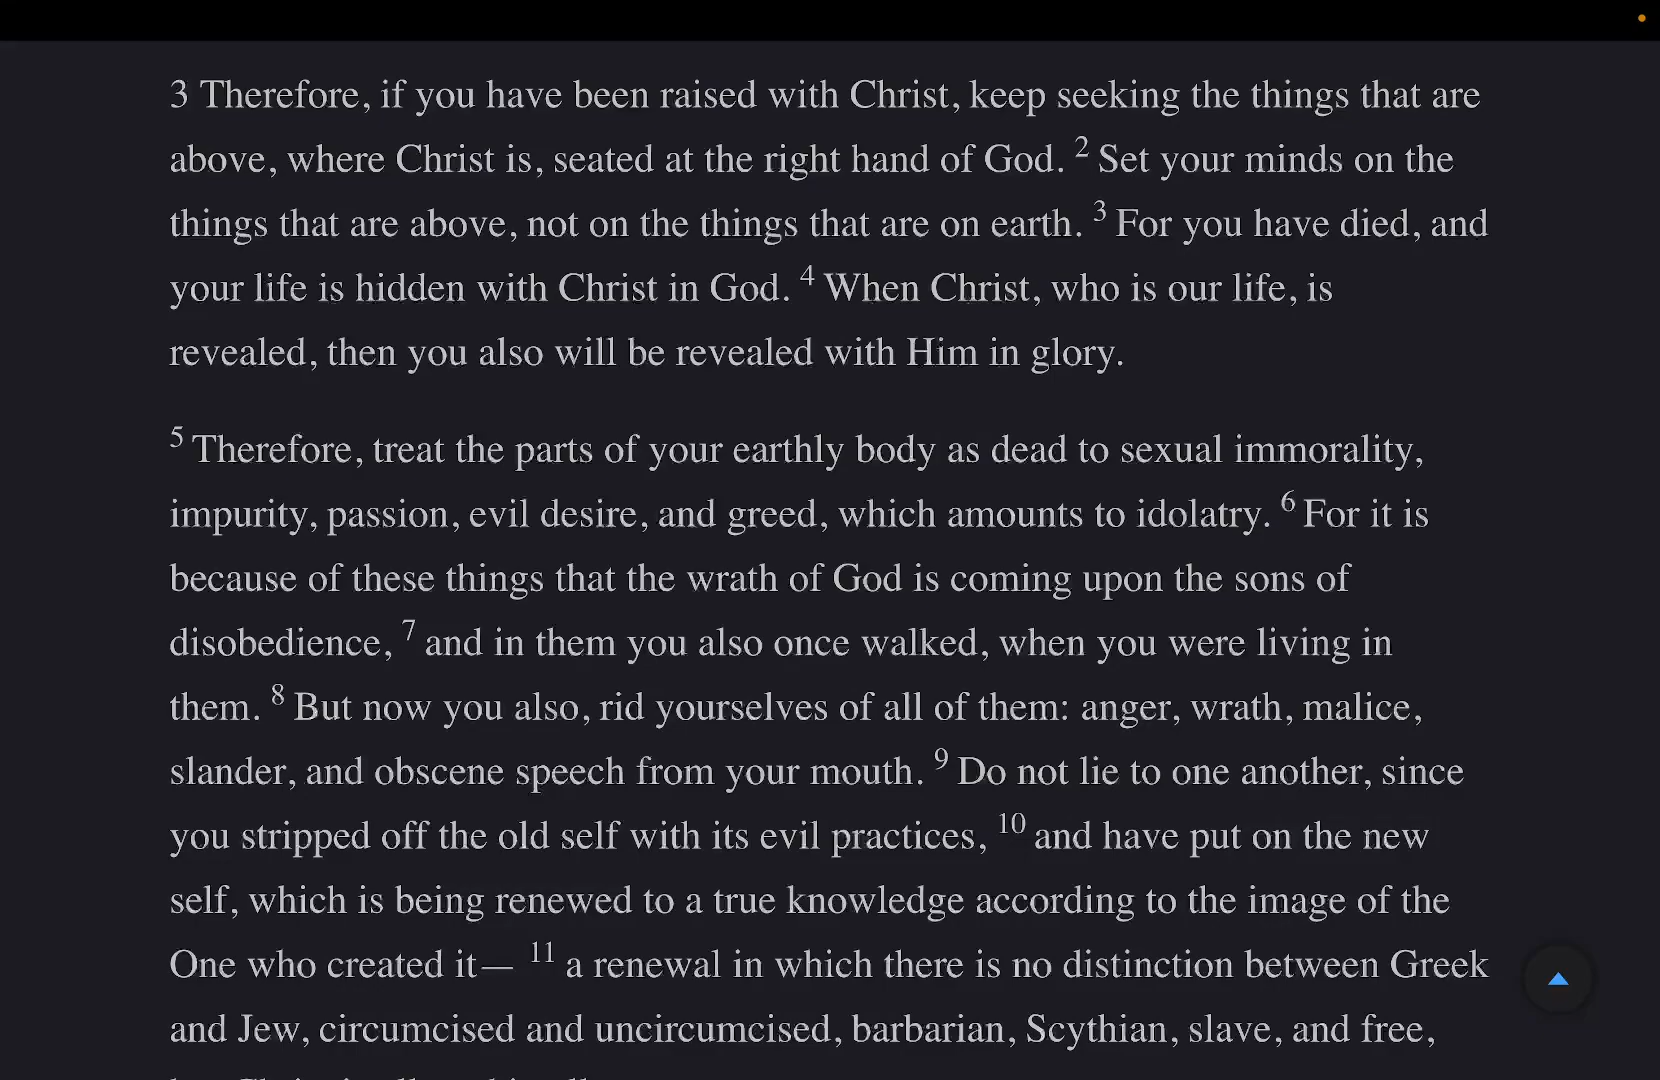 3 Therefore, if you have been raised with Christ, keep seeking the things that are
above, where Christ is, seated at the right hand of God. 2 Set your minds on the
things that are above, not on the things that are on earth. 3 For you have died, and
your life is hidden with Christ in God. 4 When Christ, who is our life, is
revealed, then you also will be revealed with Him in glory.
5 Therefore, treat the parts of your earthly body as dead to sexual immorality,
impurity, passion, evil desire, and greed, which amounts to idolatry. 6 For it is
because of these things that the wrath of God is coming upon the sons of
disobedience, 7 and in them you also once walked, when you were living in
them. 8 But now you also, rid yourselves of all of them: anger, wrath, malice,
slander, and obscene speech from your mouth. 9 Do not lie to one another, since
you stripped off the old self with its evil practices, 10 and have put on the new
self, which is being renewed to a true knowledge according to the image of the
One who created it— 11 a renewal in which there is no distinction between Greek
and Jew, circumcised and uncircumcised, barbarian, Scythian, slave, and free,